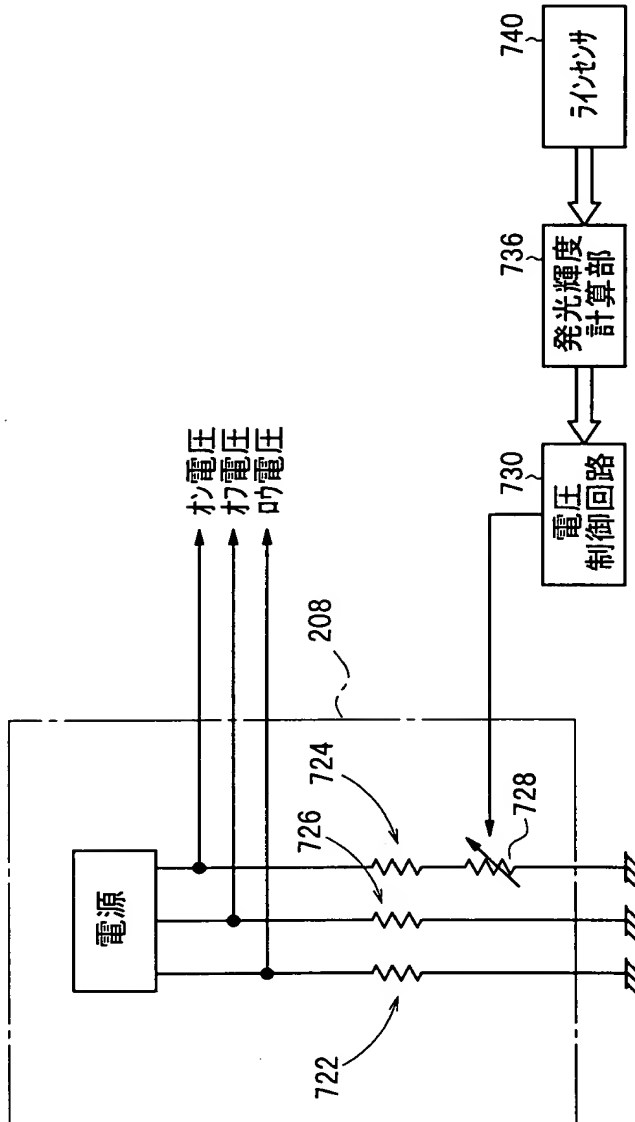 電源
オン電圧
オフ電圧
ロウ電圧
208
724
726
728
722
電圧
制御回路
730
発光輝度
計算部
736
ラインセンサ
740